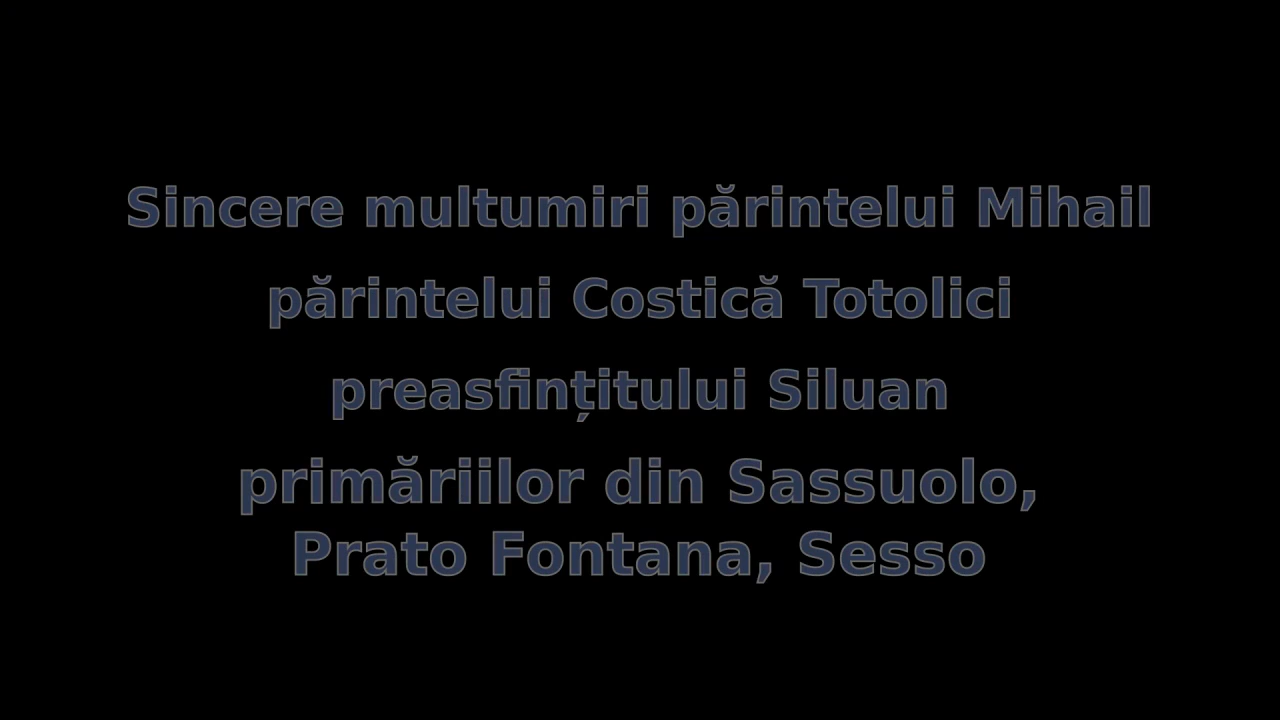 Sincere multumiri părintelui Mihail
părintelui Costică Totolici
preasfințitului Siluan
primăriilor din Sassuolo,
Prato Fontana, Sesso